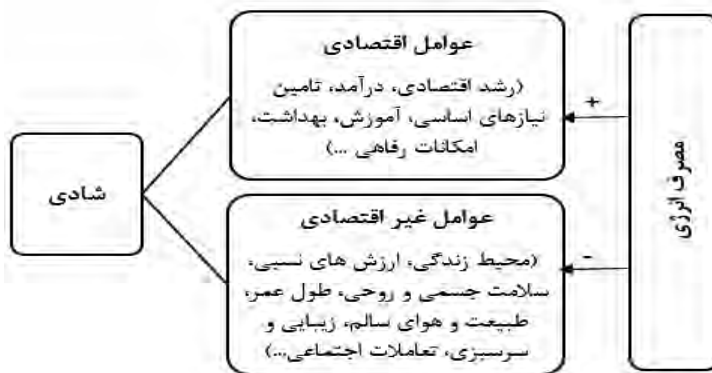 مصرف انرژی
+
-
عوامل اقتصادی
(رشد اقتصادی، درآمد، تامین
نیازهای اساسی، آموزش، بهداشت،
امکانات رفاهی ...)
عوامل غیر اقتصادی
(محیط زندگی، ارزش های نسبی،
سلامت جسمی و روحی، طول عمر،
طبیعت و هوای سالم، زیبایی و
سرسبزی، تعاملات اجتماعی...)
شادی